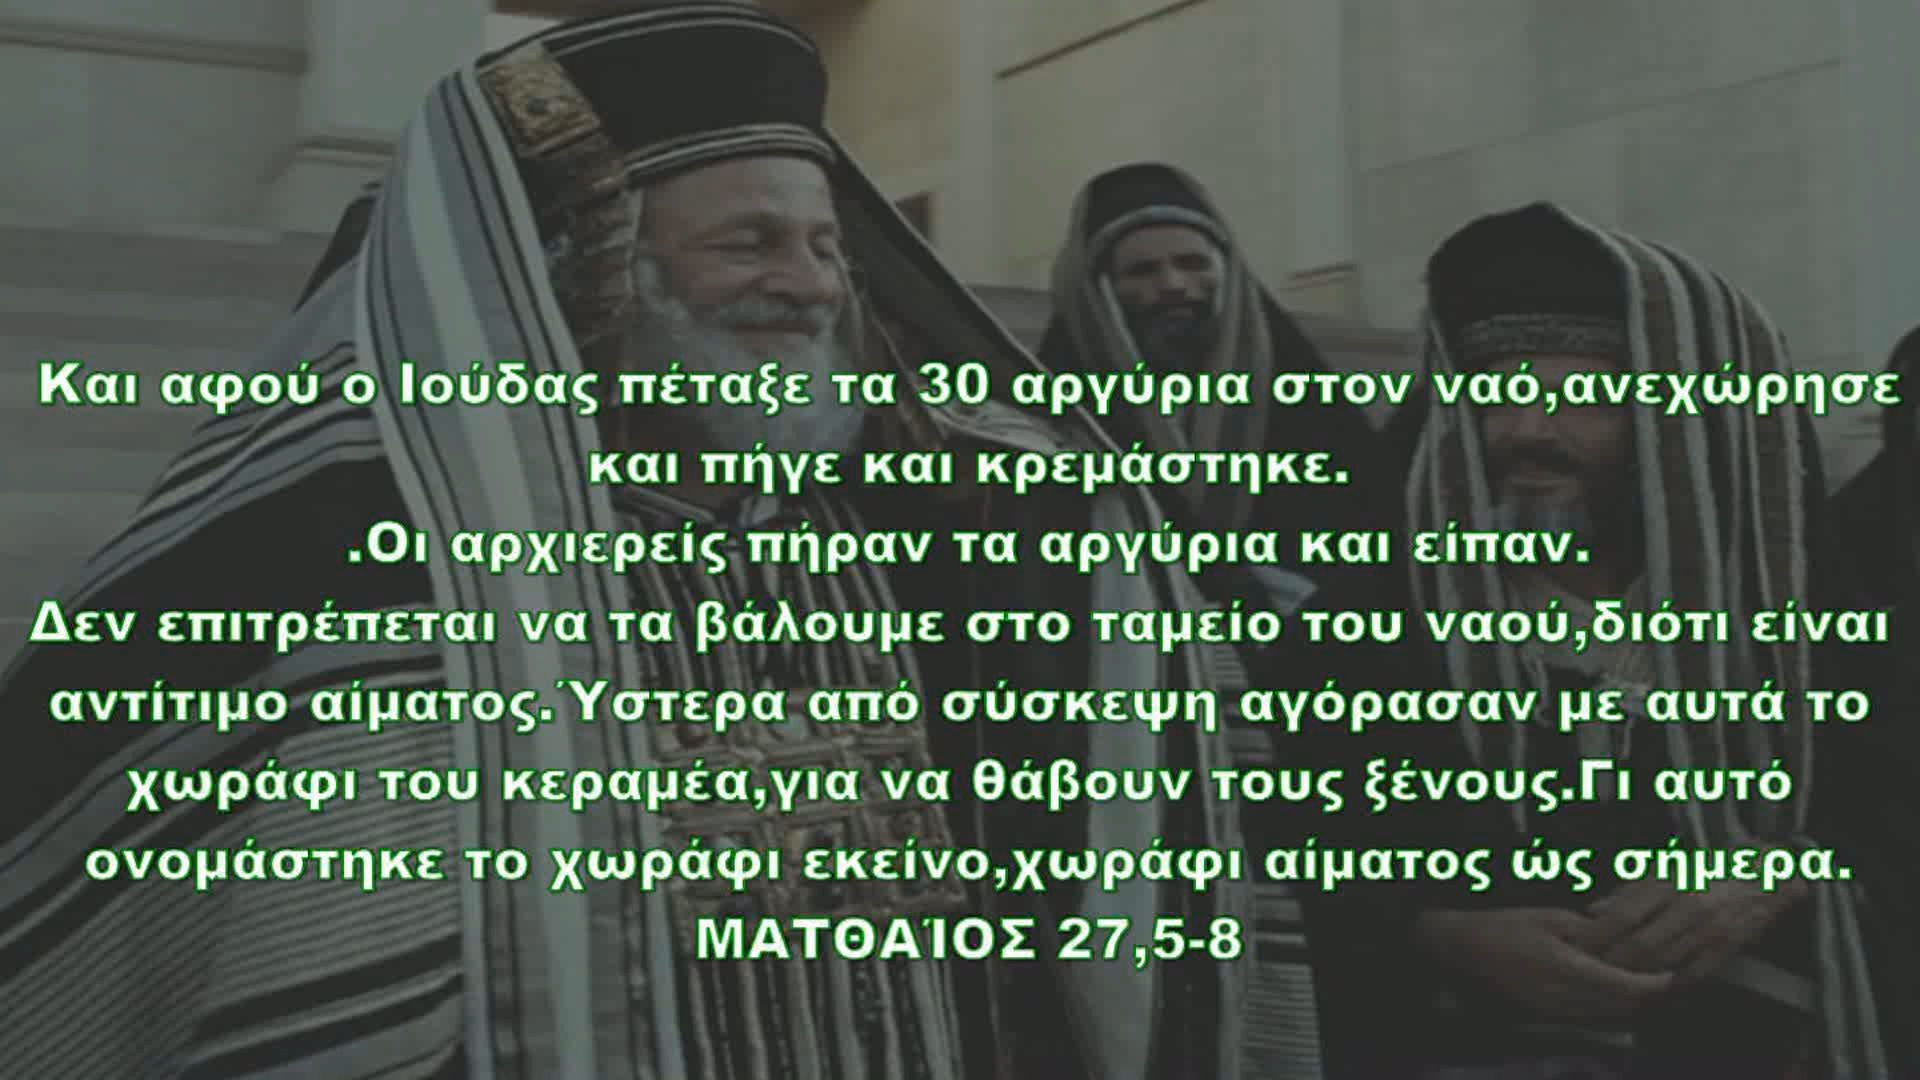 Και αφού ο Ιούδας πέταξε τα 30 αργύρια στον ναό,ανεχώρησε
και πήγε και κρεμάστηκε.
.Οι αρχιερείς πήραν τα αργύρια και είπαν.
Δεν επιτρέπεται να τα βάλουμε στο ταμείο του ναού,διότι είναι
αντίτιμο αίματος.Ύστερα από σύσκεψη αγόρασαν με αυτά το
χωράφι του κεραμέα,για να θάβουν τους ξένους.Γι αυτό
ονομάστηκε το χωράφι εκείνο,χωράφι αίματος ώς σήμερα.
ΜΑΤΘΑΊΟΣ 27,5-8